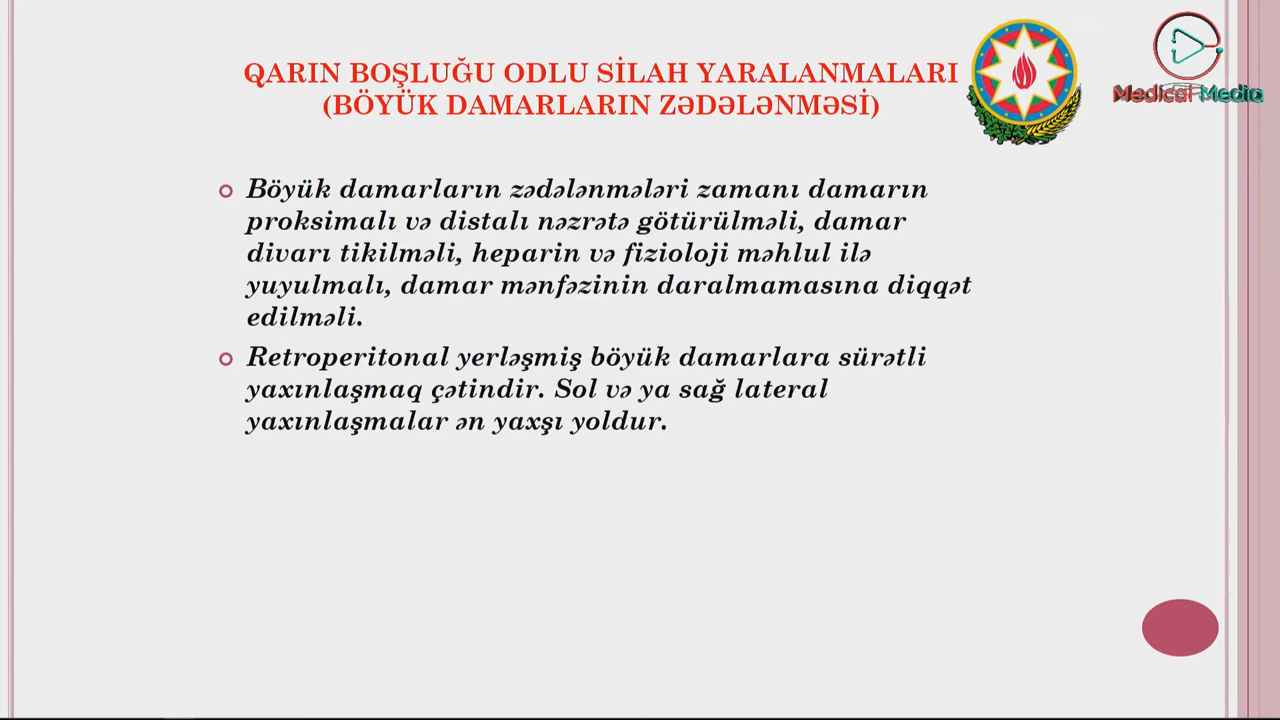 QARIN BOŞLUĞU ODLU SİLAH YARALANMALARI
(BÖYÜK DAMARLARIN ZƏDƏLƏNMƏSİ)
Medical Media
Böyük damarların zədələnmələri zamanı damarın
proksimalı və distalı nəzrətə götürülməli, damar
divarı tikilməli, heparin və fizioloji məhlul ilə
yuyulmalı, damar mənfəzinin daralmamasına diqqət
edilməli.
Retroperitonal yerləşmiş böyük damarlara sürətli
yaxınlaşmaq çətindir. Sol və ya sağ lateral
yaxınlaşmalar ən yaxşı yoldur.